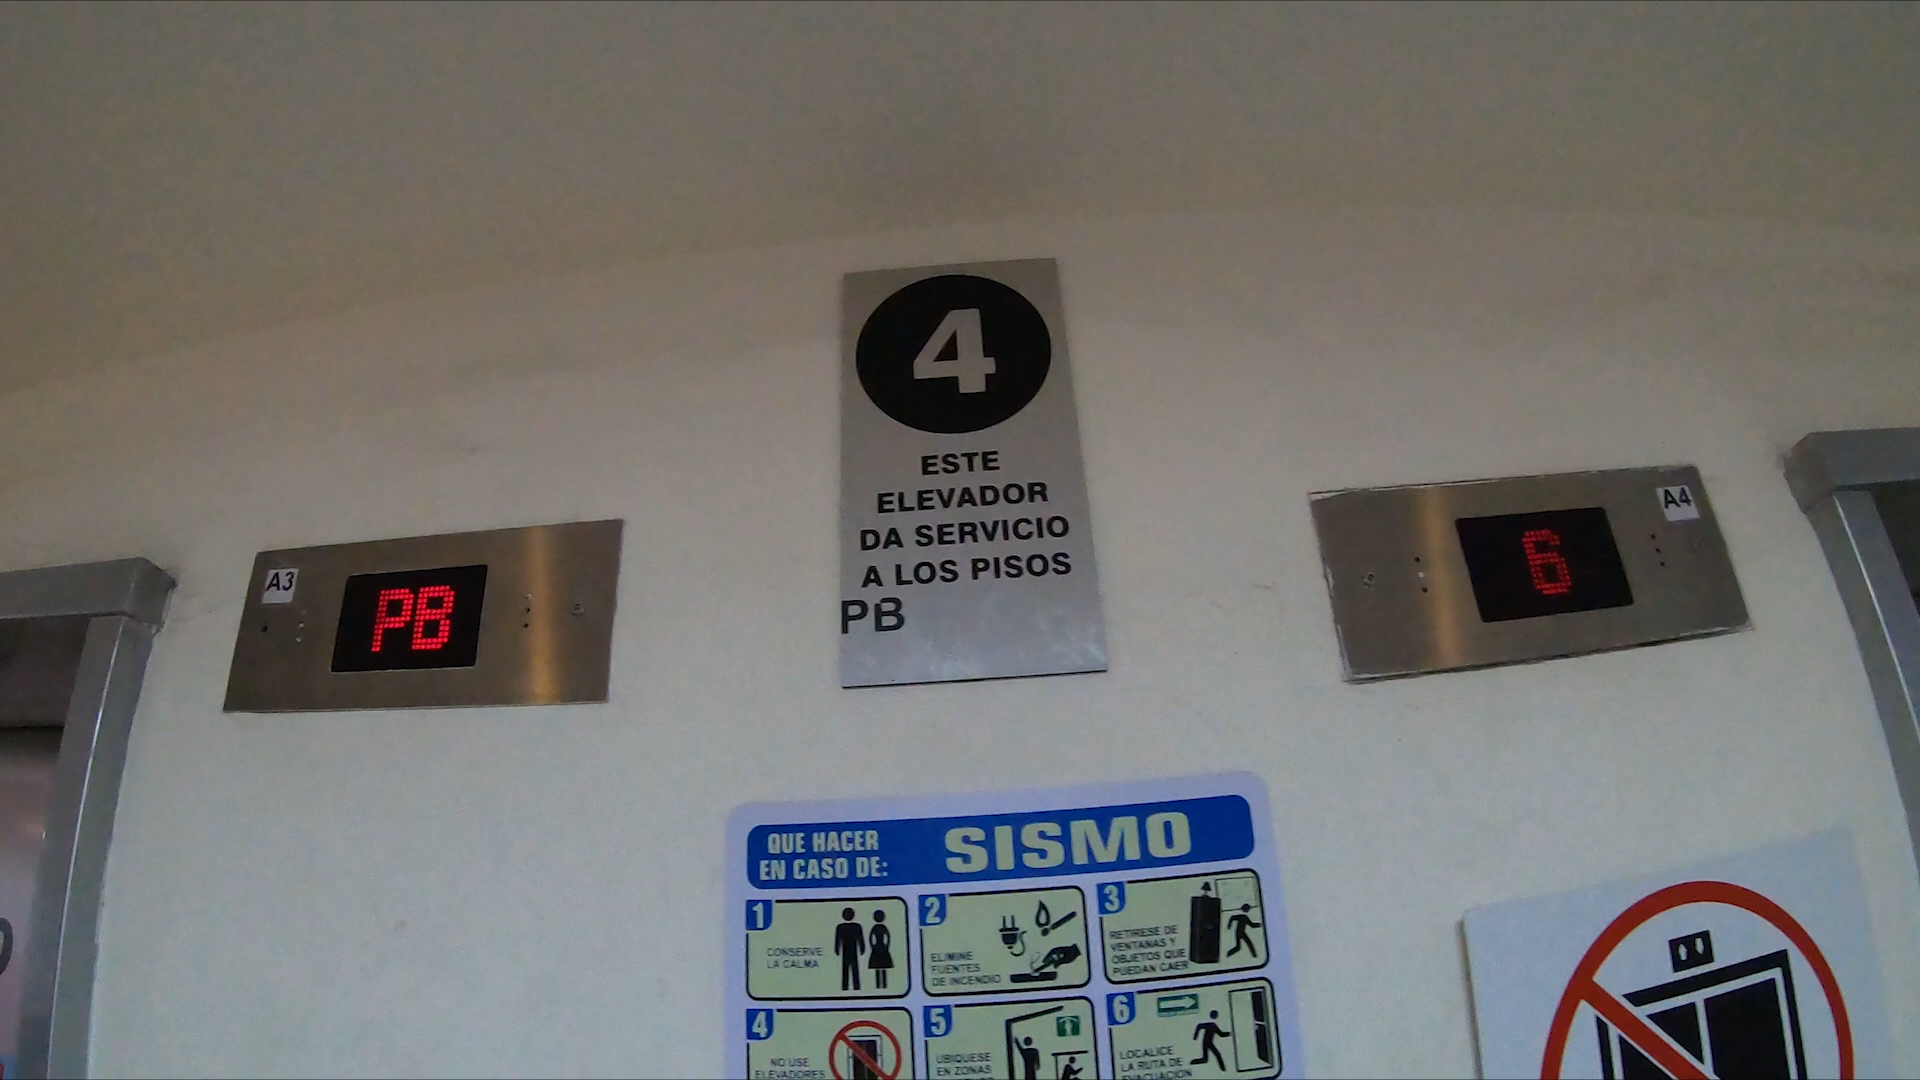 4
ESTE
ELEVADOR
DA SERVICIO
A LOS PISOS
PB
A3
PB
A4
6
QUE HACER
EN CASO DE:
SISMO
1
CONSERVE
LA CALMA
2
ELIMINE
FUENTES
DE INCENDIO
3
RETIRESE DE
VENTANAS Y
OBJETOS QUE
PUEDAN CAER
4
NO USE
ELEVADORES
5
UBIQUESE
EN ZONAS
6
LOCALICE
LA RUTA DE
EVACUACION